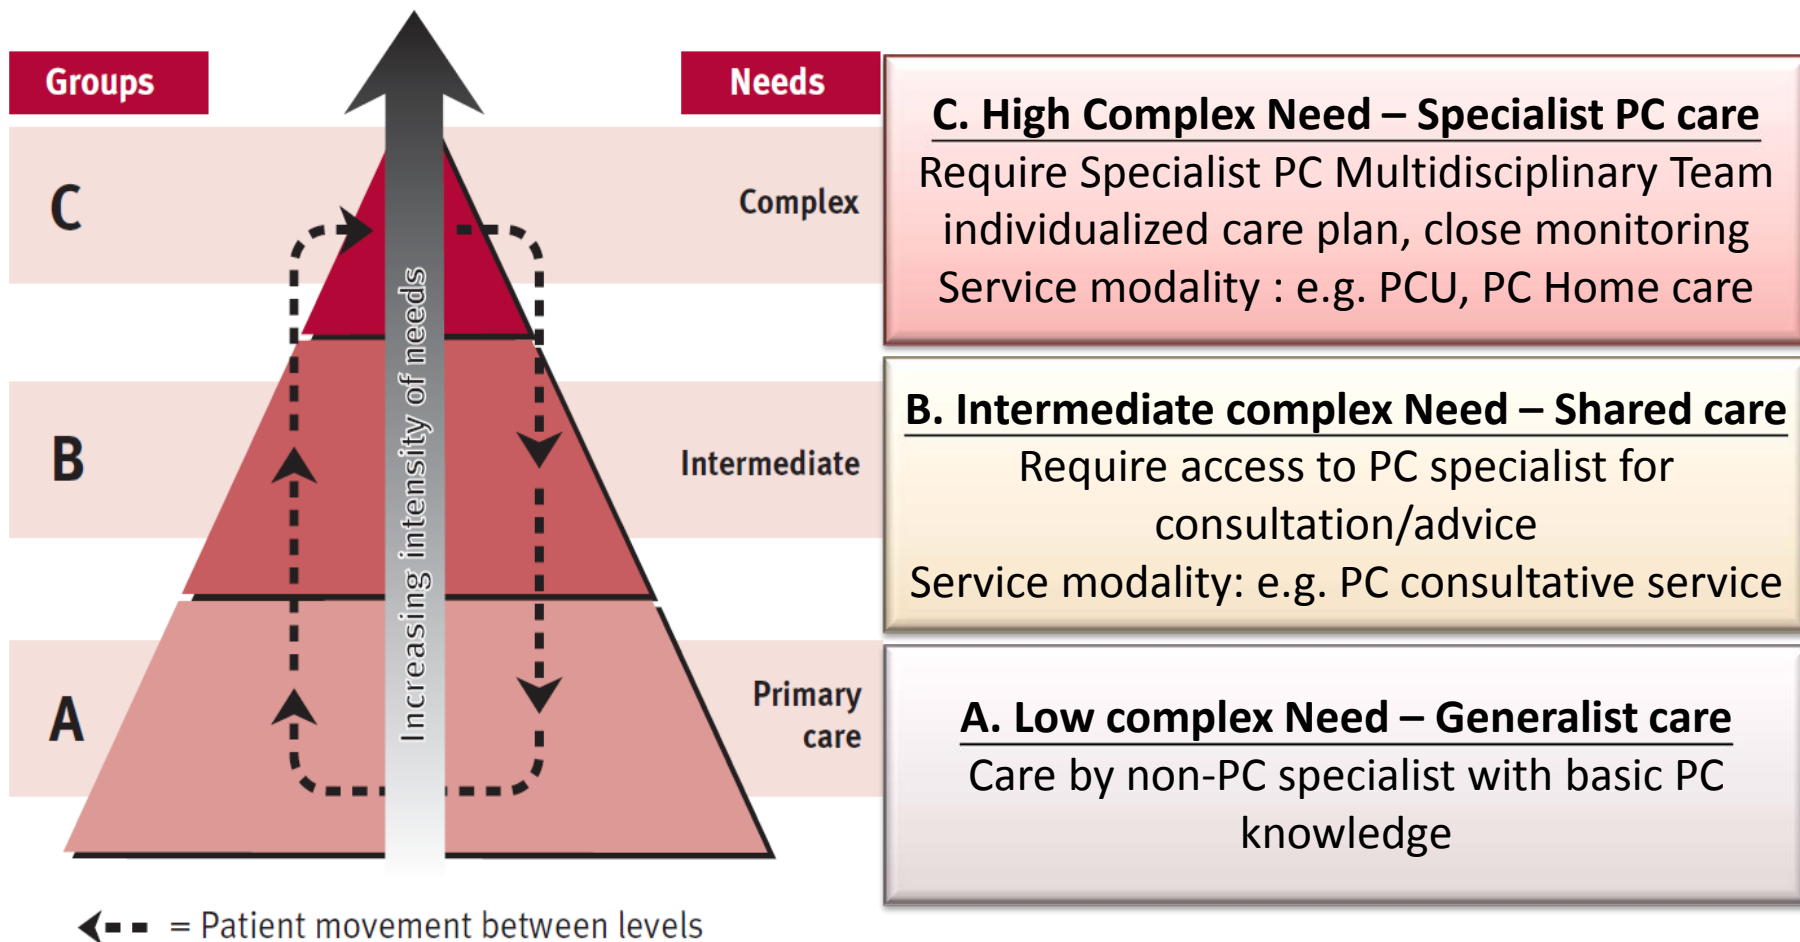 Groups
Needs
C
Complex
B
Intermediate
A
Primary
care
Increasing intensity of needs
= Patient movement between levels
C. High Complex Need – Specialist PC care
Require Specialist PC Multidisciplinary Team
individualized care plan, close monitoring
Service modality : e.g. PCU, PC Home care
B. Intermediate complex Need – Shared care
Require access to PC specialist for
consultation/advice
Service modality: e.g. PC consultative service
A. Low complex Need – Generalist care
Care by non-PC specialist with basic PC
knowledge